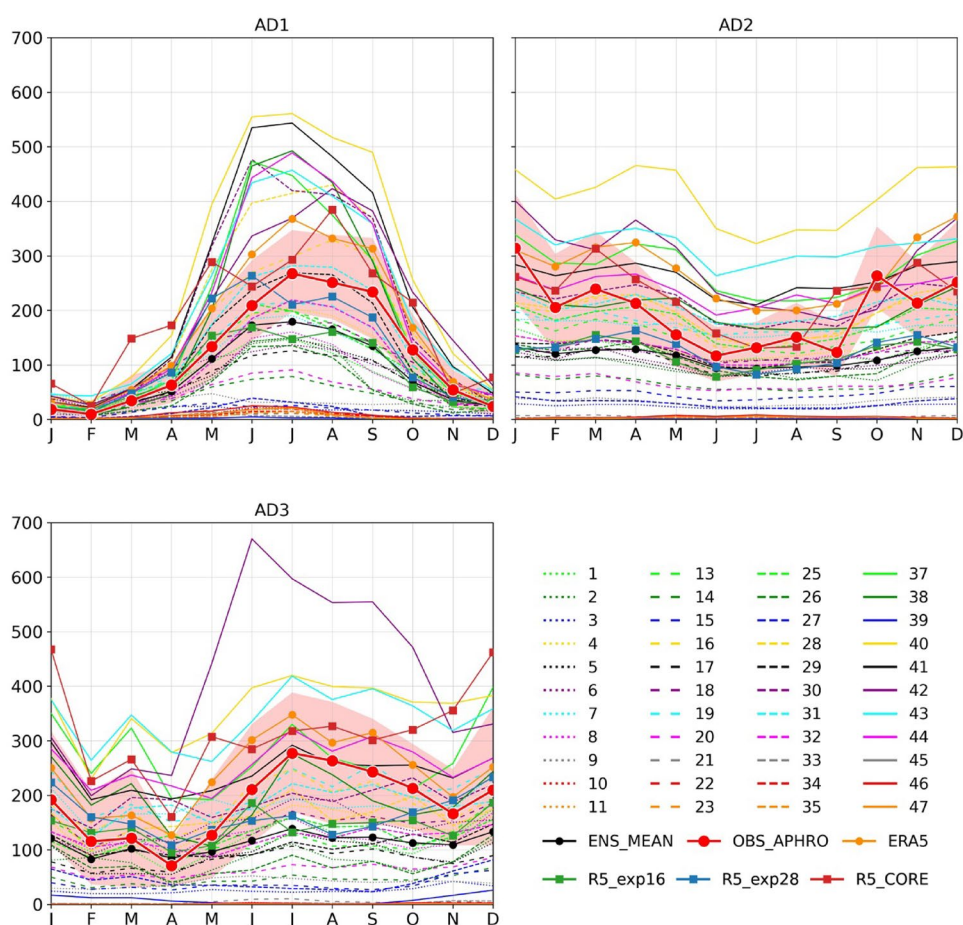 AD1
AD2
700
600
500
400
300
200
100
0
J F M A M J J A S O N D
J F M A M J J A S O N D
AD3
700
600
500
400
300
200
100
0
J F M A M J J A S O N D
1 13 25 37
2 14 26 38
3 15 27 39
4 16 28 40
5 17 29 41
6 18 30 42
7 19 31 43
8 20 32 44
9 21 33 45
10 22 34 46
11 23 35 47
ENS_MEAN OBS_APHRO ERA5
R5_exp16 R5_exp28 R5_CORE